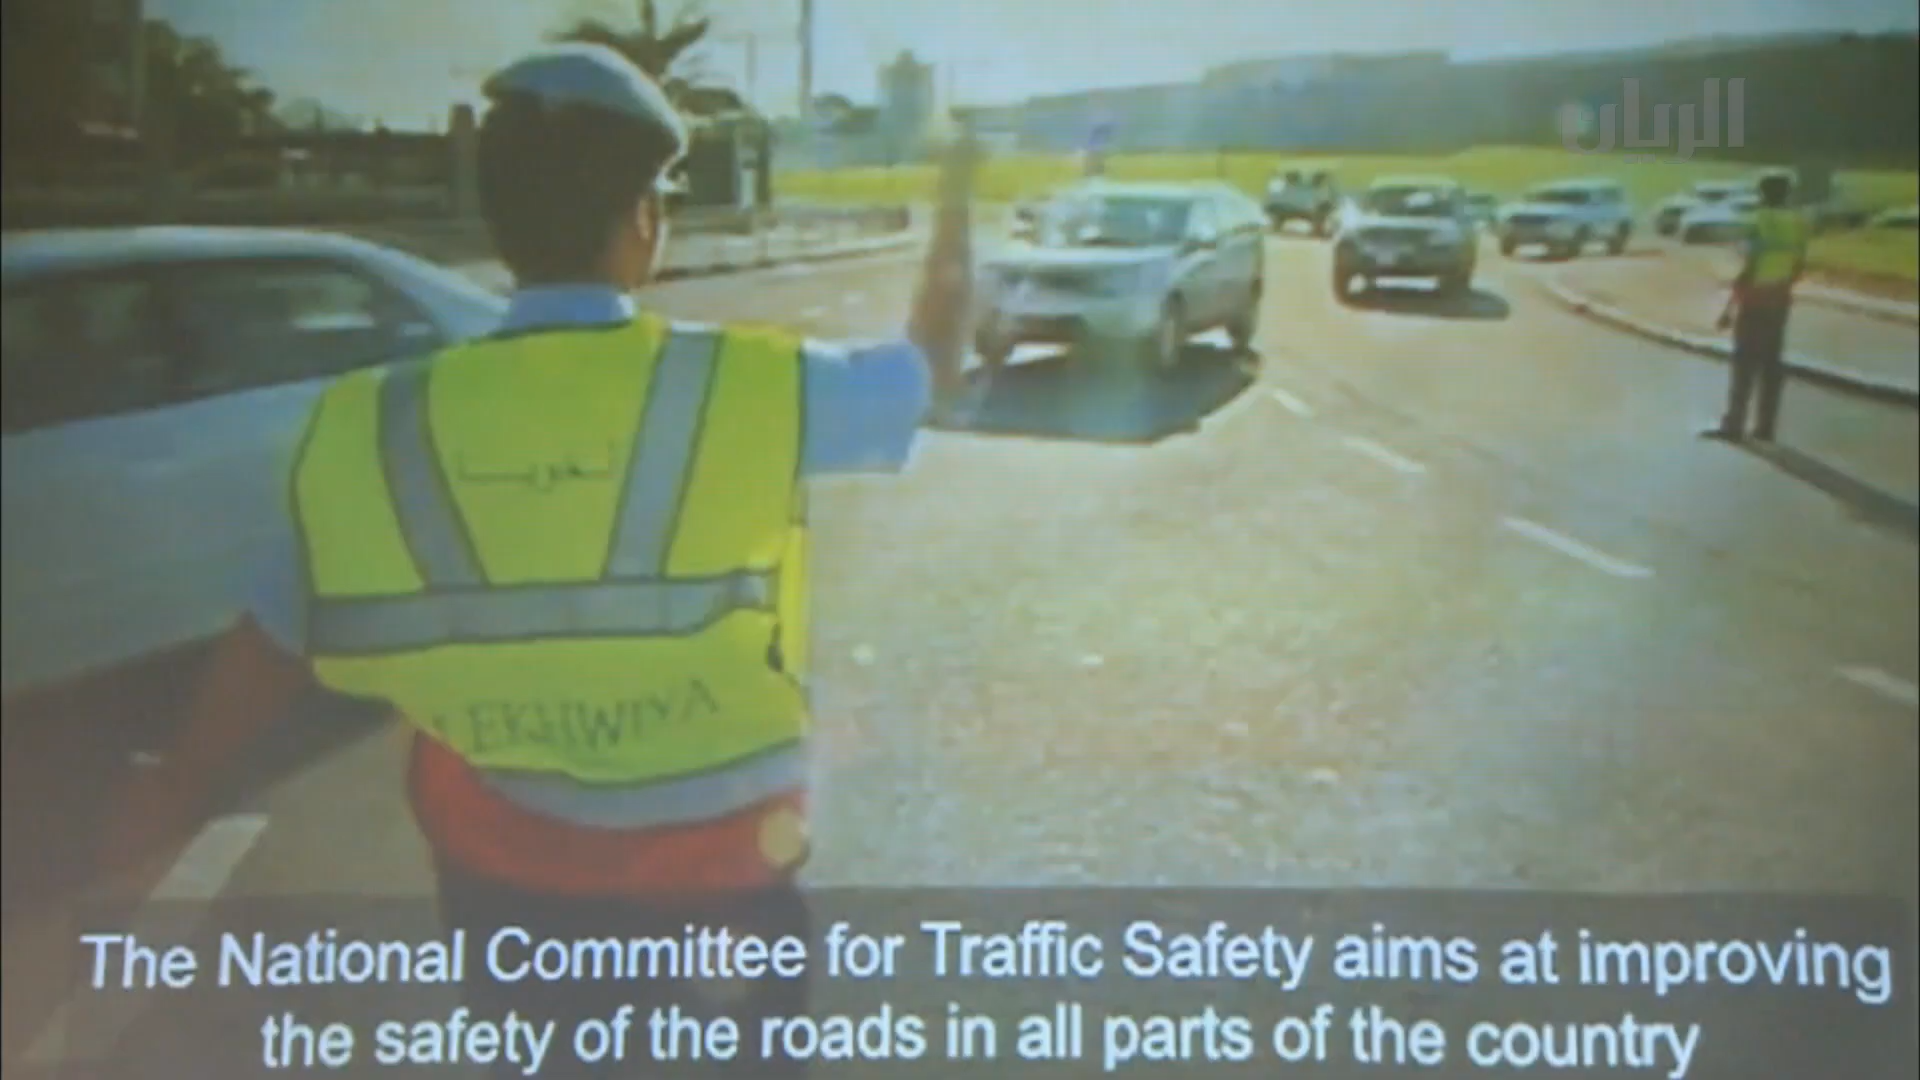 الريان
LEKHWIYA
The National Committee for Traffic Safety aims at improving
the safety of the roads in all parts of the country